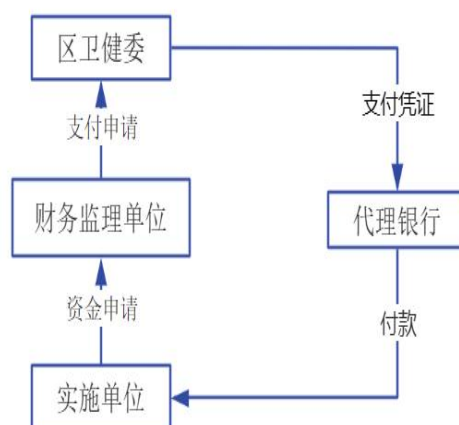 区卫健委
支付申请
支付凭证
财务监理单位
代理银行
资金申请
付款
实施单位